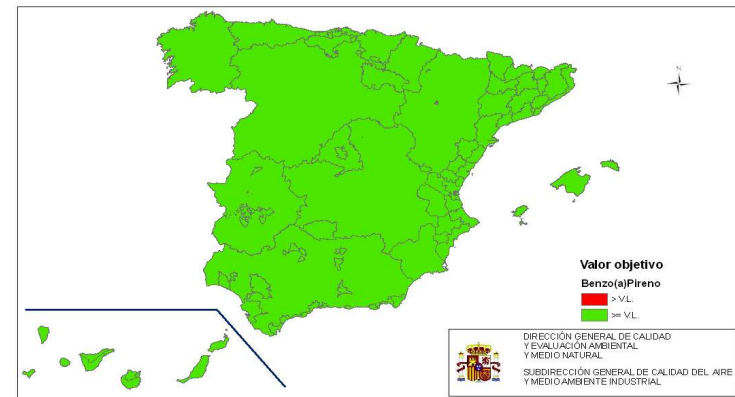 N
Valor objetivo
Benzo(a)Pireno
> V.L.
>= V.L.
DIRECCIÓN GENERAL DE CALIDAD
Y EVALUACIÓN AMBIENTAL
Y MEDIO NATURAL
SUBDIRECCIÓN GENERAL DE CALIDAD DEL AIRE
Y MEDIO AMBIENTE INDUSTRIAL